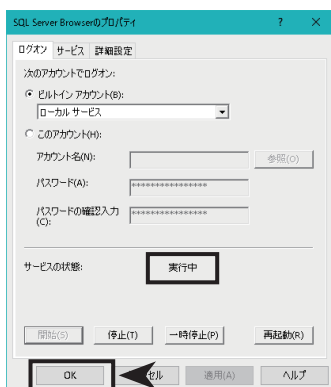 SQL Server Browserのプロパティ ? ×
ログオン サービス 詳細設定
次のアカウントでログオン:
ビルトイン アカウント(B):
ローカル サービス
このアカウント(H):
アカウント名(N): 参照(O)
パスワード(A): ****************
パスワードの確認入力(C): ****************
サービスの状態: 実行中
開始(S) 停止(T) 一時停止(P) 再起動(R)
OK セル 適用(A) ヘルプ